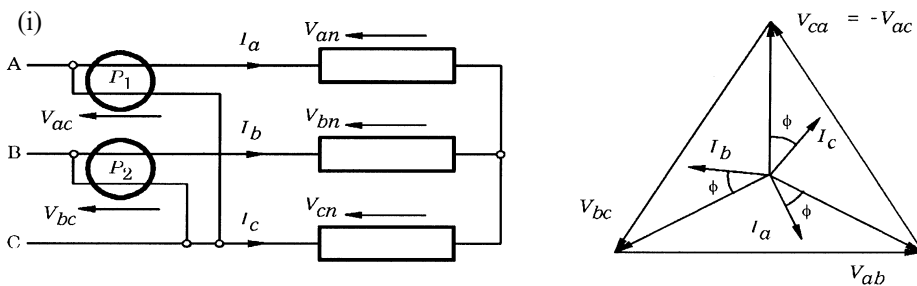 (i)
V_an
I_a
A
P_1
V_ac
V_bn
I_b
B
P_2
V_bc
V_cn
I_c
C
V_ca = -V_ac
ϕ
I_c
I_b
ϕ
ϕ
I_a
V_bc
V_ab